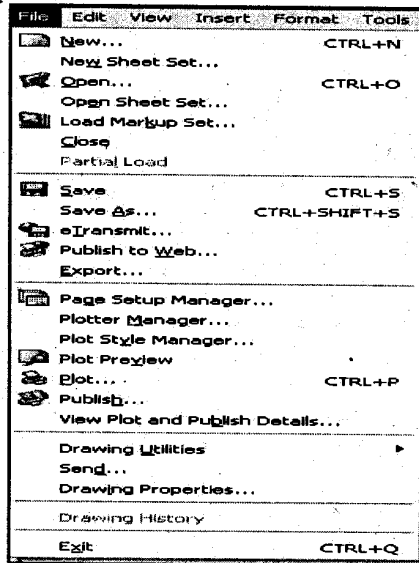 File Edit View Insert Format Tools
New... CTRL+N
New Sheet Set...
Open... CTRL+O
Open Sheet Set...
Load Markup Set...
Close
Partial Load
Save CTRL+S
Save As... CTRL+SHIFT+S
eTransmit...
Publish to Web...
Export...
Page Setup Manager...
Plotter Manager...
Plot Style Manager...
Plot Preview
Plot... CTRL+P
Publish...
View Plot and Publish Details...
Drawing Utilities
Send...
Drawing Properties...
Drawing History
Exit CTRL+Q